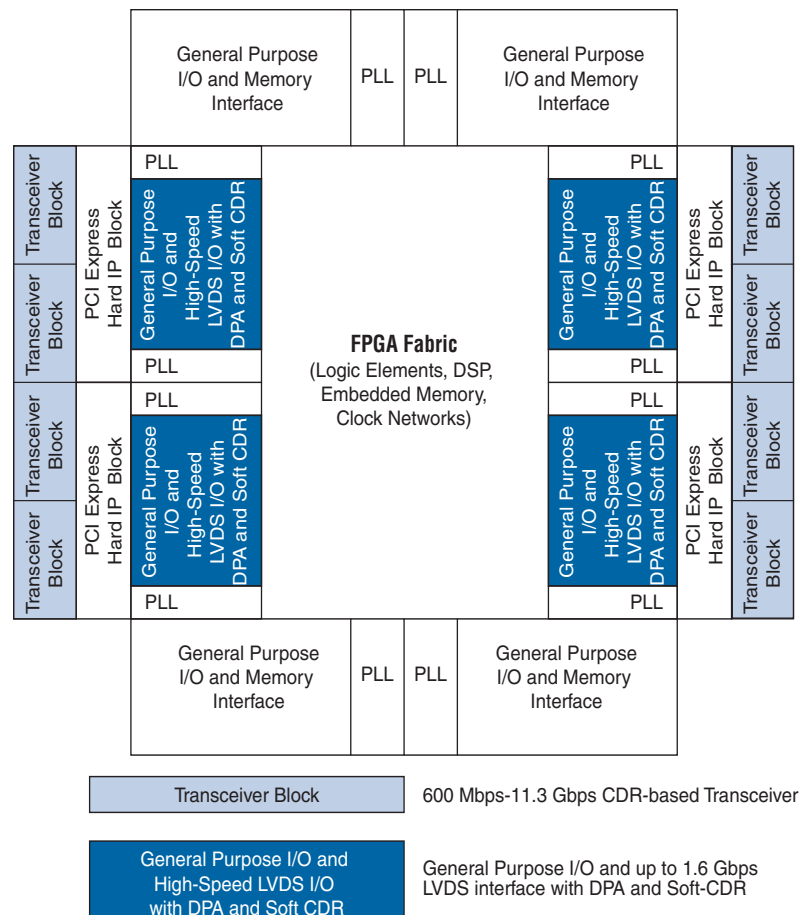 General Purpose
I/O and Memory
Interface
PLL
PLL
General Purpose
I/O and Memory
Interface
Transceiver
Block
Transceiver
Block
PCI Express
Hard IP Block
PLL
General Purpose
I/O and
High-Speed
LVDS I/O with
DPA and Soft CDR
PLL
PLL
General Purpose
I/O and
High-Speed
LVDS I/O with
DPA and Soft CDR
PLL
PCI Express
Hard IP Block
Transceiver
Block
Transceiver
Block
FPGA Fabric
(Logic Elements, DSP,
Embedded Memory,
Clock Networks)
Transceiver
Block
Transceiver
Block
PCI Express
Hard IP Block
PLL
General Purpose
I/O and
High-Speed
LVDS I/O with
DPA and Soft CDR
PLL
PLL
General Purpose
I/O and
High-Speed
LVDS I/O with
DPA and Soft CDR
PLL
PCI Express
Hard IP Block
Transceiver
Block
Transceiver
Block
General Purpose
I/O and Memory
Interface
PLL
PLL
General Purpose
I/O and Memory
Interface
Transceiver Block
600 Mbps-11.3 Gbps CDR-based Transceiver
General Purpose I/O and
High-Speed LVDS I/O
with DPA and Soft CDR
General Purpose I/O and up to 1.6 Gbps
LVDS interface with DPA and Soft-CDR